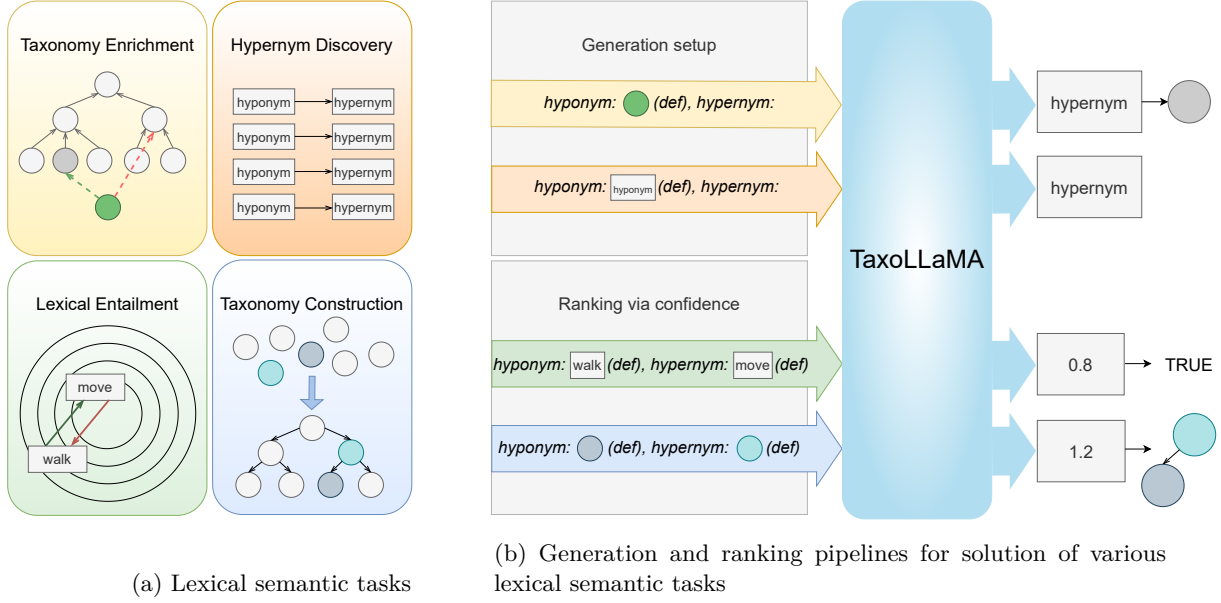 Taxonomy Enrichment
Hypernym Discovery
hyponym
hypernym
hyponym
hypernym
hyponym
hypernym
hyponym
hypernym
Lexical Entailment
move
walk
Taxonomy Construction
(a) Lexical semantic tasks
Generation setup
hyponym: (def), hypernym:
hyponym: hyponym (def), hypernym:
Ranking via confidence
hyponym: walk (def), hypernym: move (def)
hyponym: (def), hypernym: (def)
TaxoLLaMA
hypernym
hypernym
0.8
TRUE
1.2
(b) Generation and ranking pipelines for solution of various
lexical semantic tasks